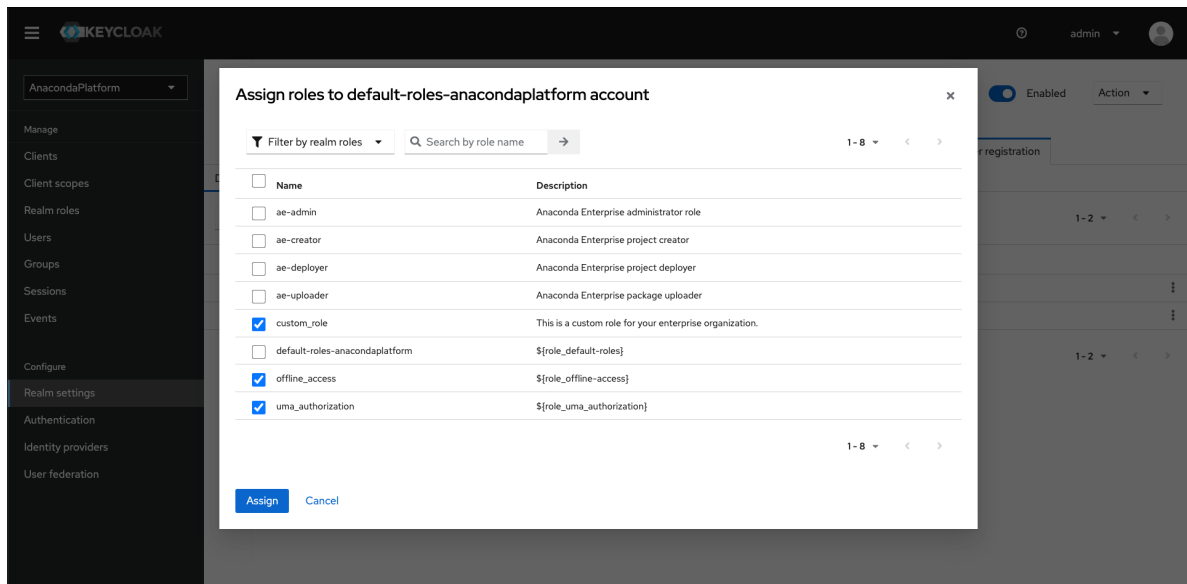 KEYCLOAK
admin
AnacondaPlatform
Manage
Clients
Client scopes
Realm roles
Users
Groups
Sessions
Events
Configure
Realm settings
Authentication
Identity providers
User federation
Enabled
Action
r registration
1-2
1-2
Assign roles to default-roles-anacondaplatform account
Filter by realm roles
Search by role name
1-8
Name Description
ae-admin Anaconda Enterprise administrator role
ae-creator Anaconda Enterprise project creator
ae-deployer Anaconda Enterprise project deployer
ae-uploader Anaconda Enterprise package uploader
custom_role This is a custom role for your enterprise organization.
default-roles-anacondaplatform ${role_default-roles}
offline_access ${role_offline-access}
uma_authorization ${role_uma_authorization}
1-8
Assign Cancel